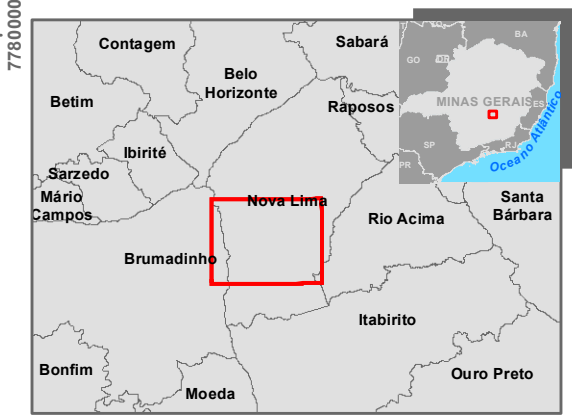 7780000
Contagem
Sabará
BA
GO
DF
Belo
Horizonte
Betim
Raposos
MINAS GERAIS
ES
Ibirité
SP
RJ
Oceano Atlântico
PR
Sarzedo
Mário
Campos
Nova Lima
Santa
Bárbara
Rio Acima
Brumadinho
Itabirito
Bonfim
Ouro Preto
Moeda